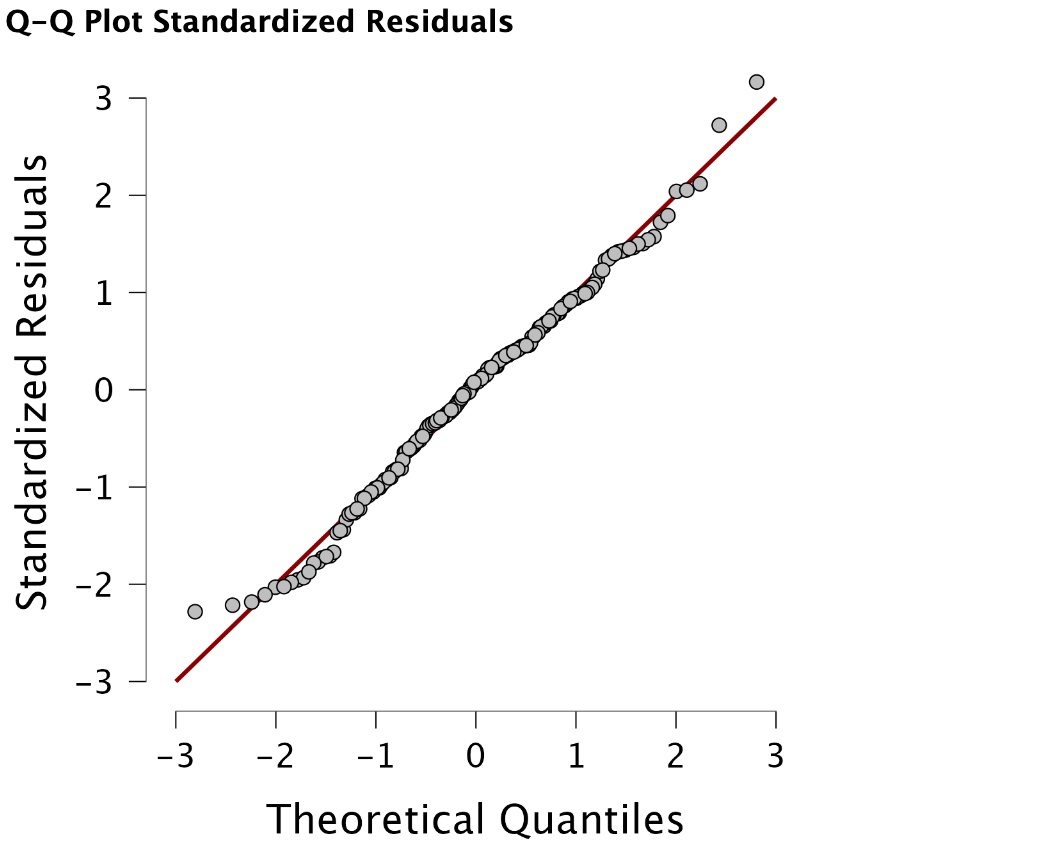 Q−Q Plot Standardized Residuals
3
2
1
0
−1
−2
−3
Standardized Residuals
−3 −2 −1 0 1 2 3
Theoretical Quantiles